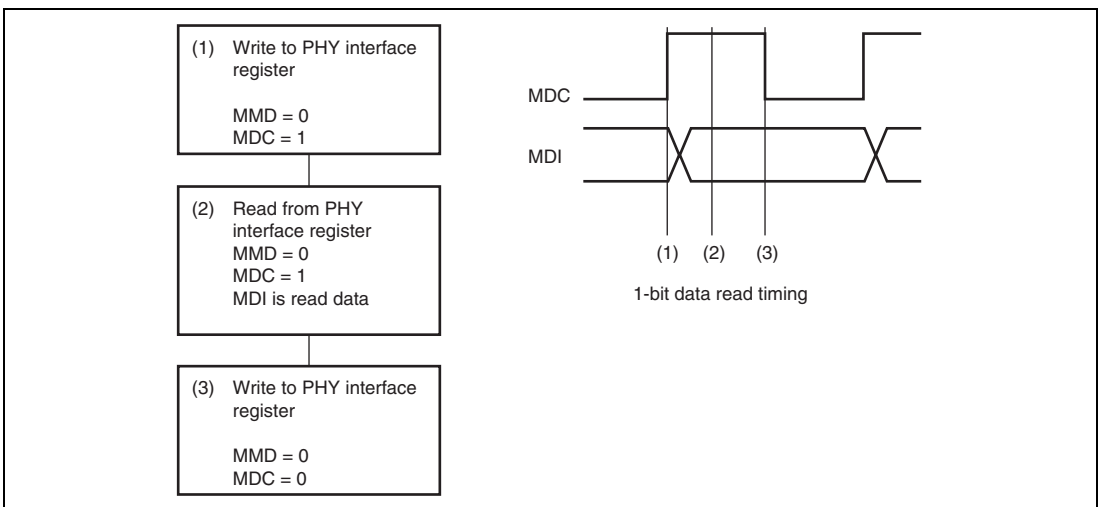 (1) Write to PHY interface
register
MMD = 0
MDC = 1
(2) Read from PHY
interface register
MMD = 0
MDC = 1
MDI is read data
(3) Write to PHY interface
register
MMD = 0
MDC = 0
MDC
MDI
(1) (2) (3)
1-bit data read timing